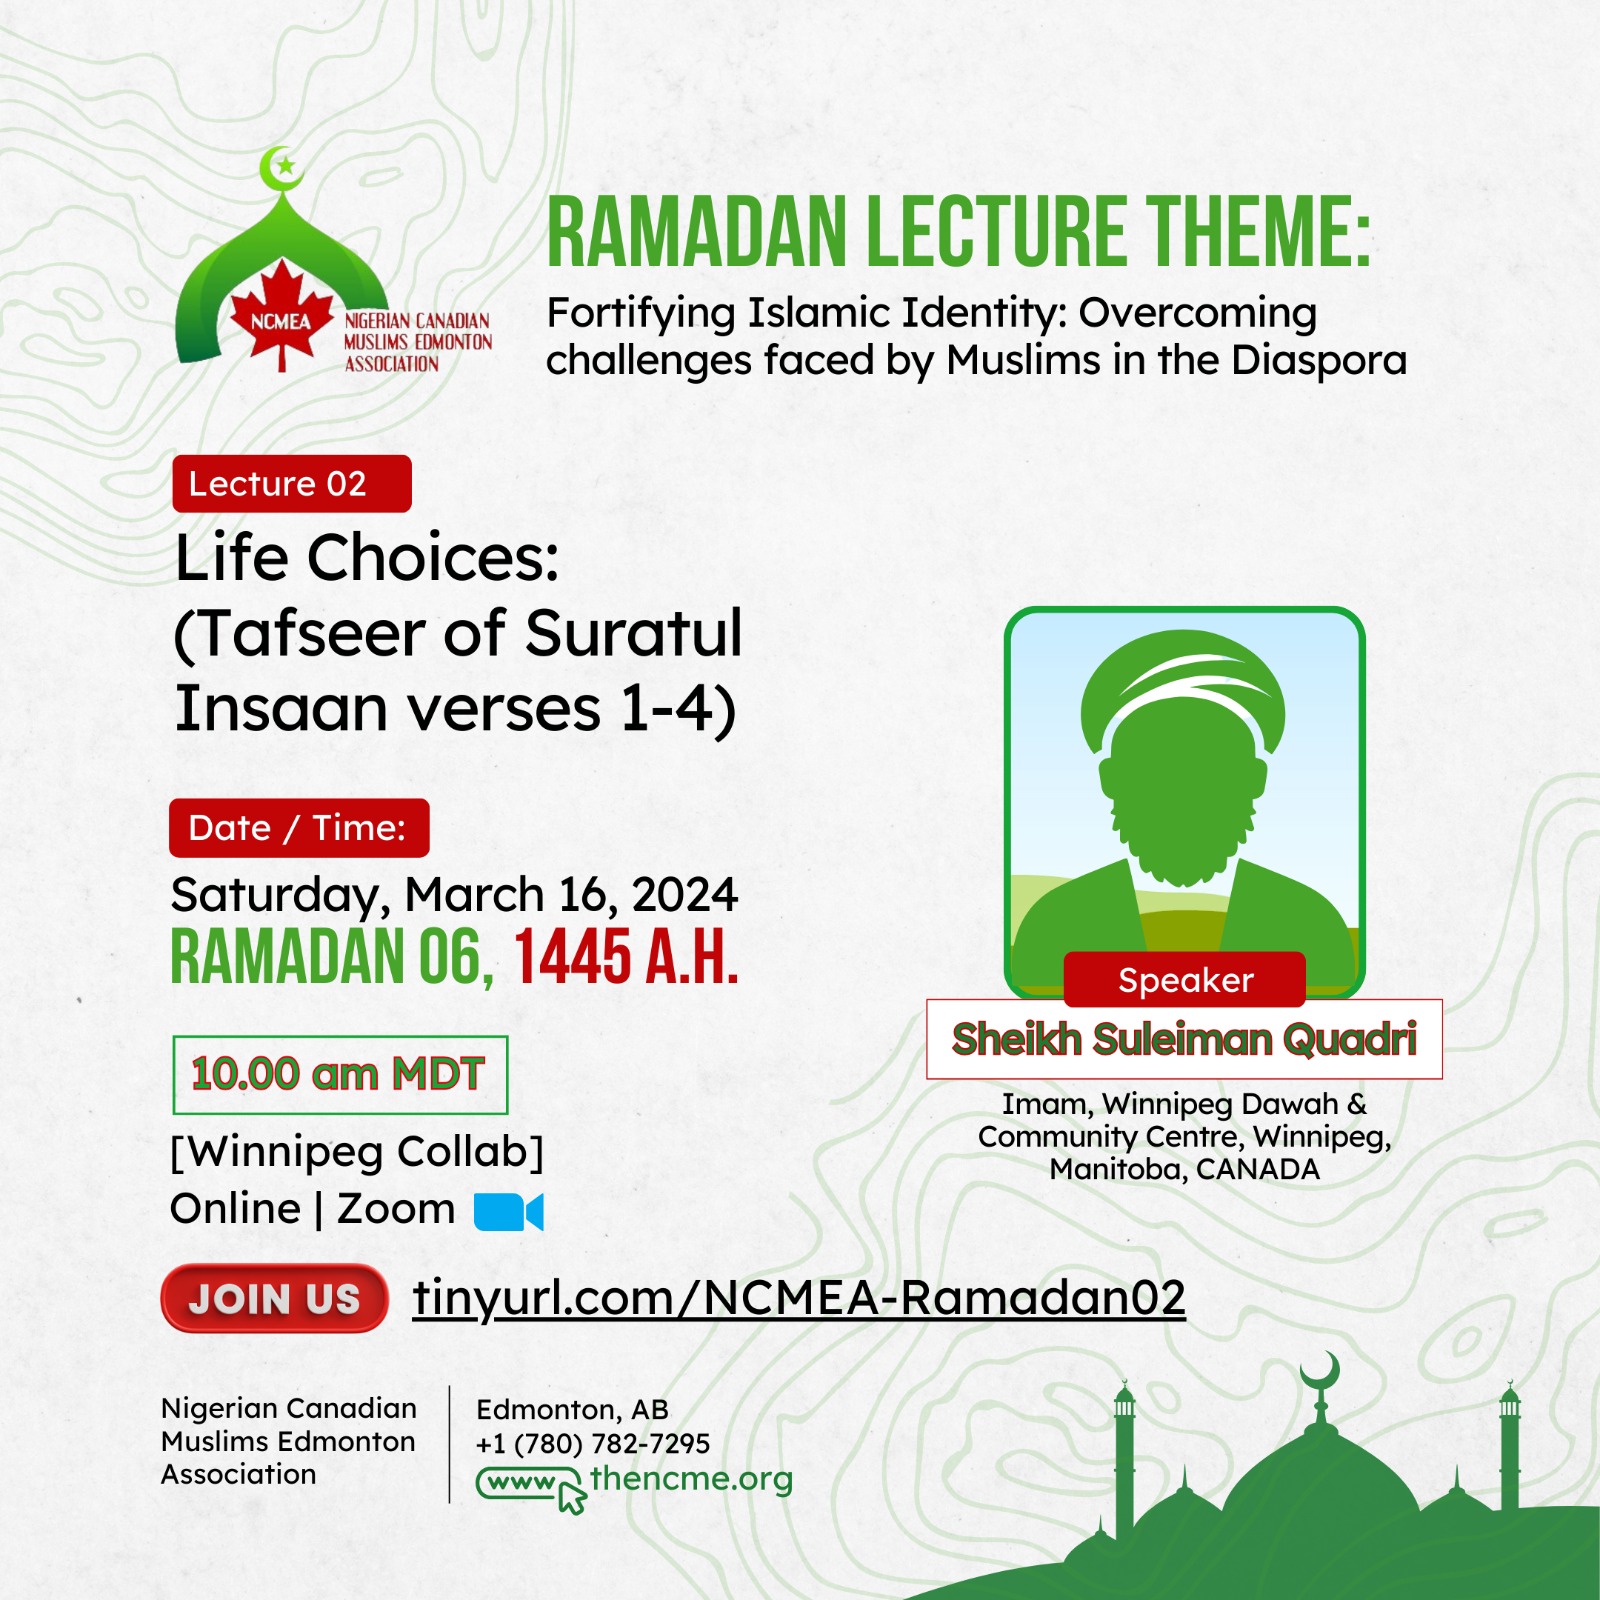 NCMEA
NIGERIAN CANADIAN
MUSLIMS EDMONTON
ASSOCIATION
RAMADAN LECTURE THEME:
Fortifying Islamic Identity: Overcoming
challenges faced by Muslims in the Diaspora
Lecture 02
Life Choices:
(Tafseer of Suratul
Insaan verses 1-4)
Date / Time:
Saturday, March 16, 2024
RAMADAN 06, 1445 A.H.
10.00 am MDT
[Winnipeg Collab]
Online | Zoom
Speaker
Sheikh Suleiman Quadri
Imam, Winnipeg Dawah &
Community Centre, Winnipeg,
Manitoba, CANADA
JOIN US tinyurl.com/NCMEA-Ramadan02
Nigerian Canadian
Muslims Edmonton
Association
Edmonton, AB
+1 (780) 782-7295
www thencme.org